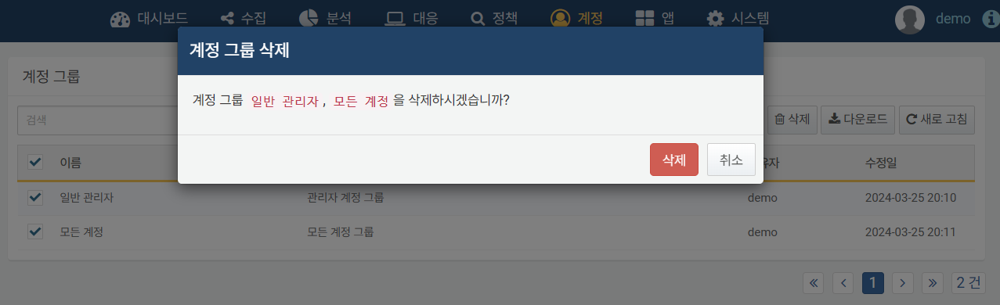 대시보드 수집 분석 대응 정책 계정 앱 시스템 demo
계정 그룹 삭제
계정 그룹
계정 그룹 일반 관리자, 모든 계정을 삭제하시겠습니까?
검색 삭제 다운로드 새로 고침
삭제 취소
이름 유자 수정일
일반 관리자 관리자 계정 그룹 demo 2024-03-25 20:10
모든 계정 모든 계정 그룹 demo 2024-03-25 20:11
« ‹ 1 › » 2 건